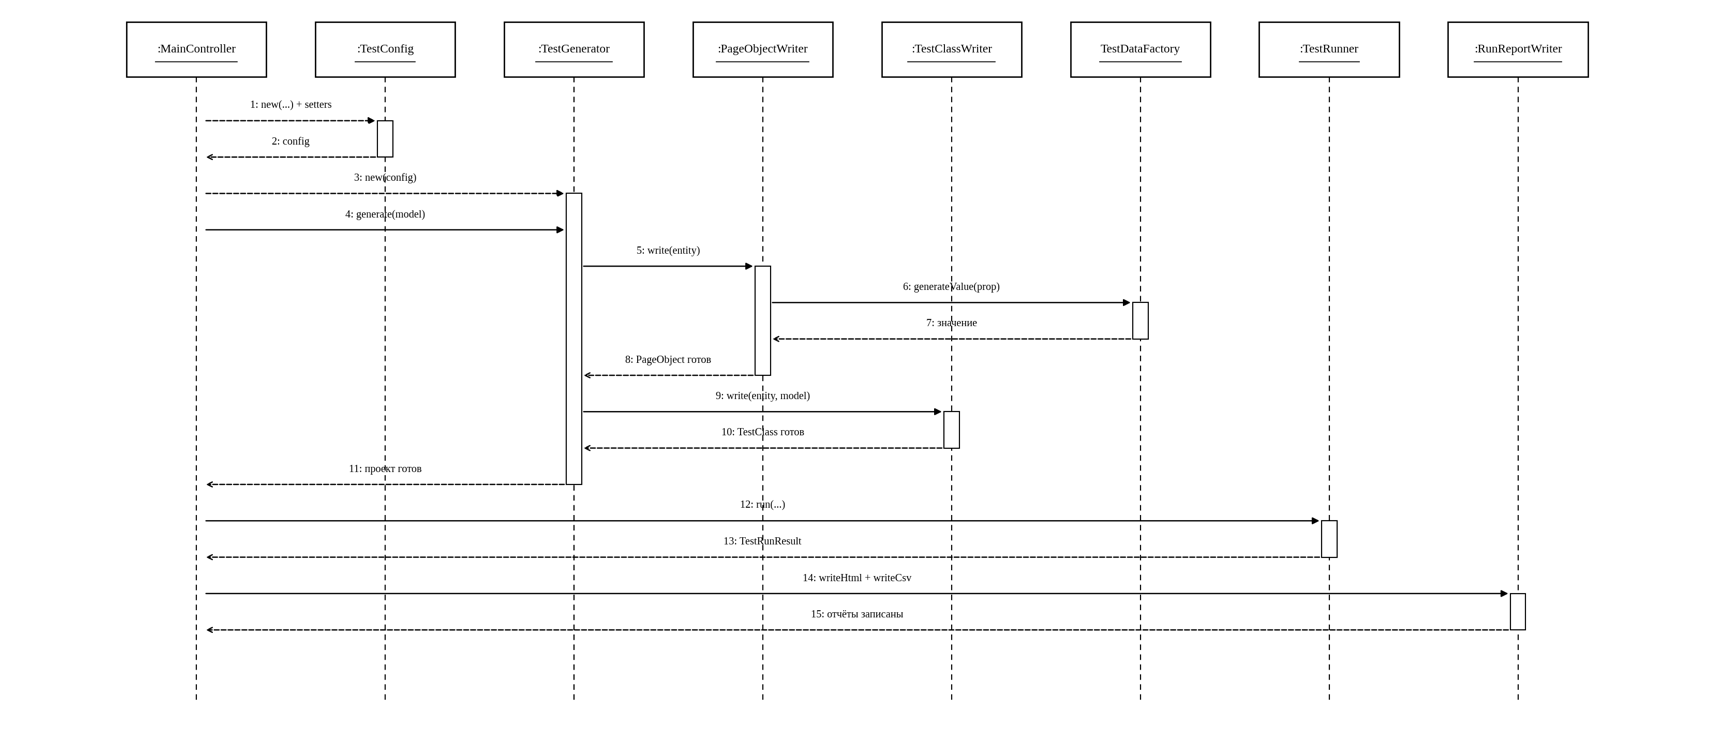 :MainController
:TestConfig
:TestGenerator
:PageObjectWriter
:TestClassWriter
TestDataFactory
:TestRunner
:RunReportWriter
1: new(...) + setters
2: config
3: new(config)
4: generate(model)
5: write(entity)
6: generateValue(prop)
7: значение
8: PageObject готов
9: write(entity, model)
10: TestClass готов
11: проект готов
12: run(...)
13: TestRunResult
14: writeHtml + writeCsv
15: отчёты записаны